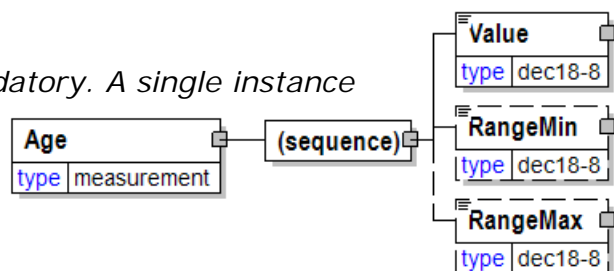 Value
type dec18-8
datory. A single instance
RangeMin
type dec18-8
Age
type measurement
(sequence)
RangeMax
type dec18-8